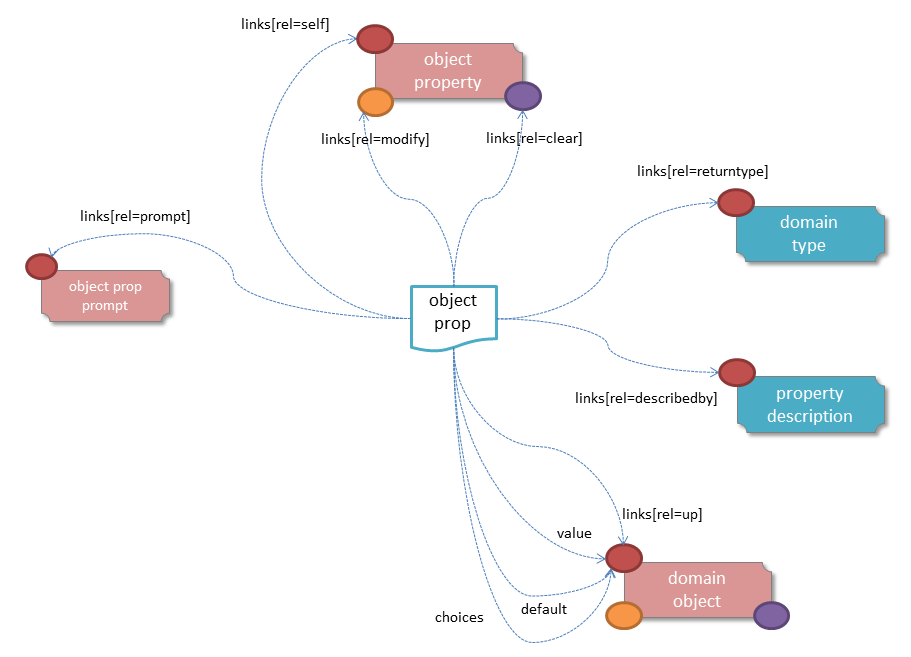 links[rel=self]
object
property
links[rel=modify]
links[rel=clear]
links[rel=returntype]
domain
type
links[rel=prompt]
object prop
prompt
object
prop
links[rel=describedby]
property
description
links[rel=up]
value
domain
object
default
choices